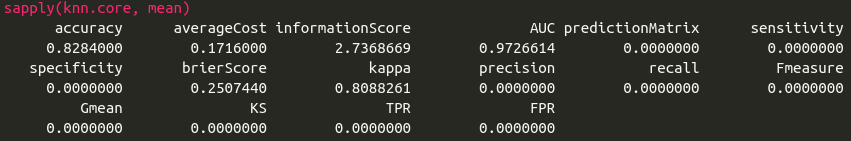 sapply(knn.core, mean)
accuracy averageCost informationScore AUC predictionMatrix sensitivity
0.8284000 0.1716000 2.7368669 0.9726614 0.0000000 0.0000000
specificity brierScore kappa precision recall Fmeasure
0.0000000 0.2507440 0.8088261 0.0000000 0.0000000 0.0000000
Gmean KS TPR FPR
0.0000000 0.0000000 0.0000000 0.0000000